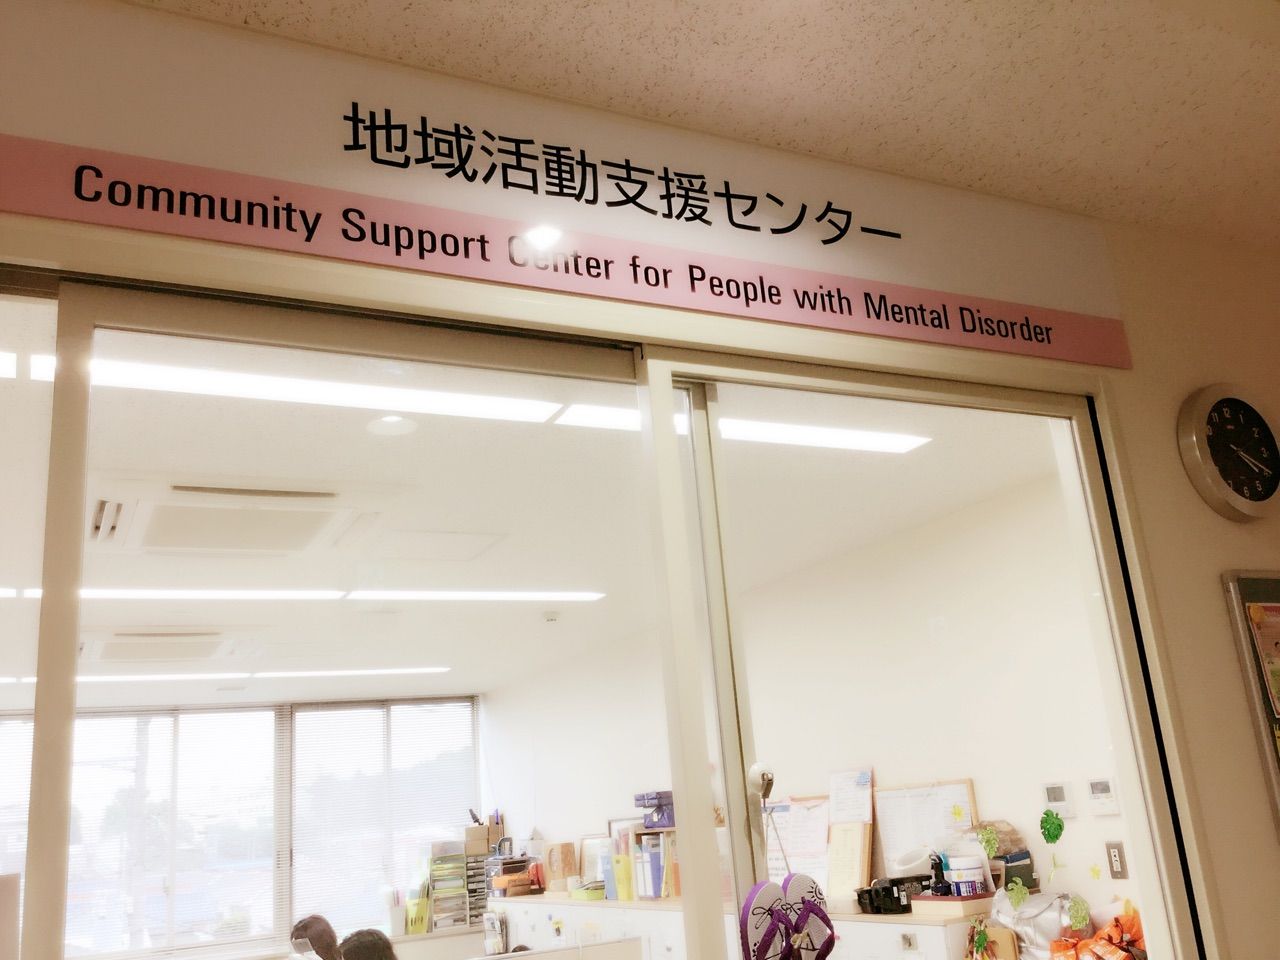 地域活動支援センター
Community Support Center for People with Mental Disorder